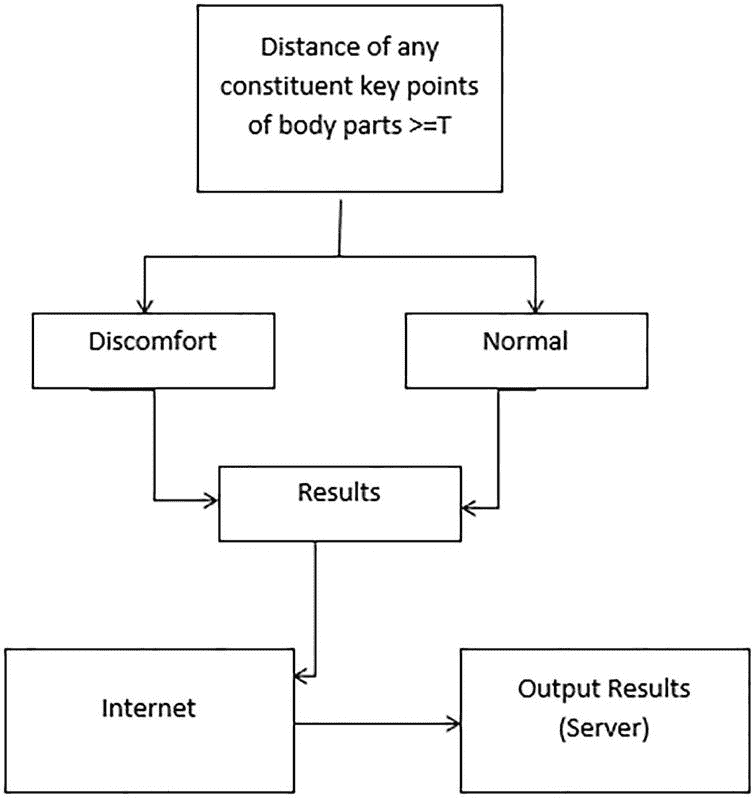 Distance of any
constituent key points
of body parts >=T
Discomfort
Normal
Results
Internet
Output Results
(Server)